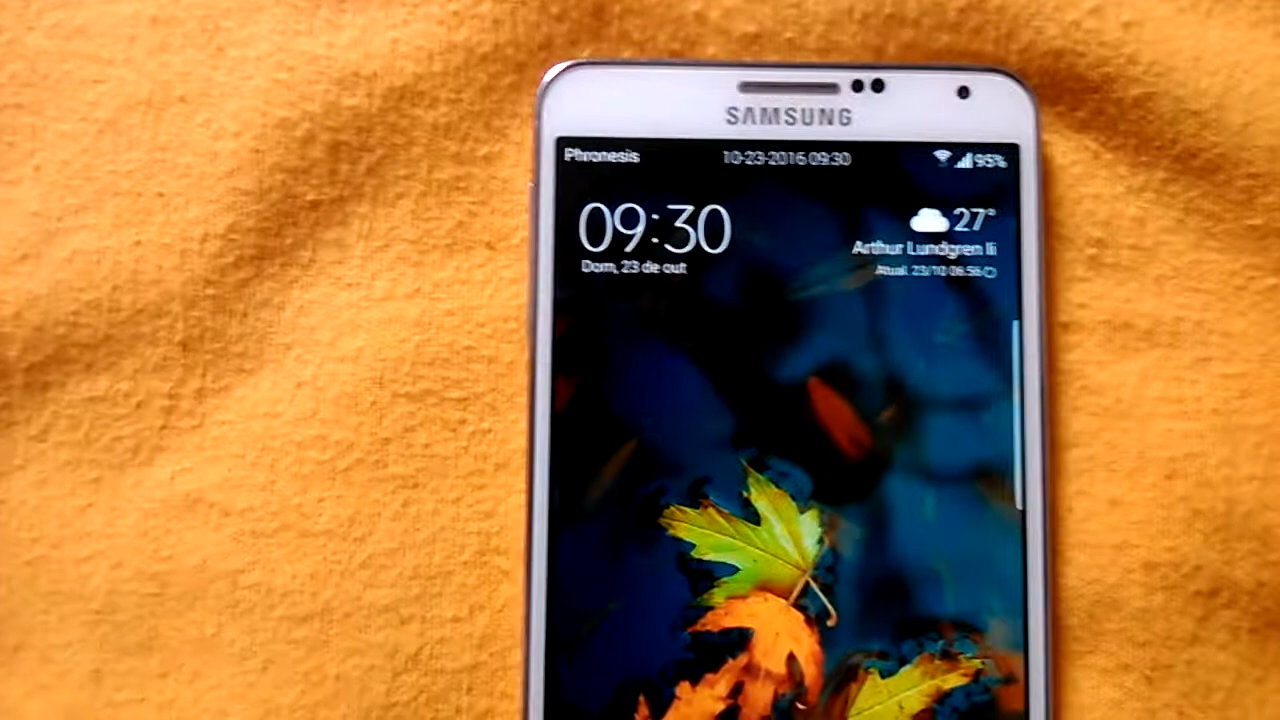 SAMSUNG
Phronesis 10-23-2016 09:30 95%
09:30
Dom, 23 de out
27°
Arthur Lundgren Ii
Atual. 23/10 06:56